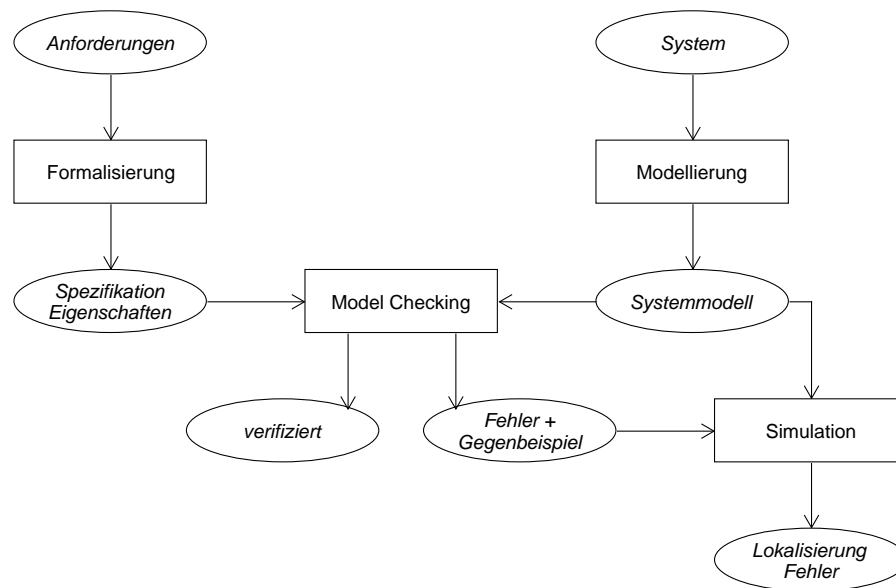 Anforderungen
System
Formalisierung
Modellierung
Spezifikation
Eigenschaften
Model Checking
Systemmodell
verifiziert
Fehler +
Gegenbeispiel
Simulation
Lokalisierung
Fehler